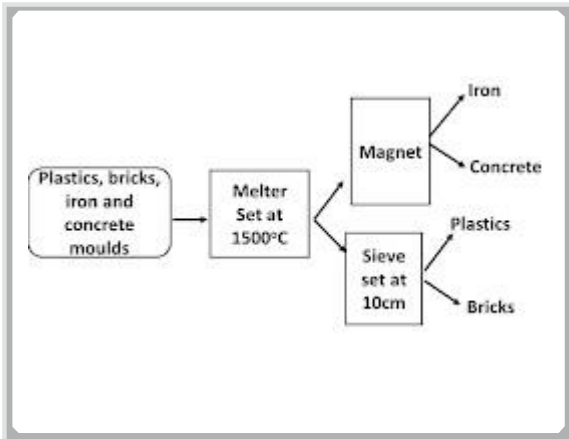 Plastics, bricks,
iron and
concrete
moulds
Melter
Set at
1500°C
Magnet
Iron
Concrete
Sieve
set at
10cm
Plastics
Bricks